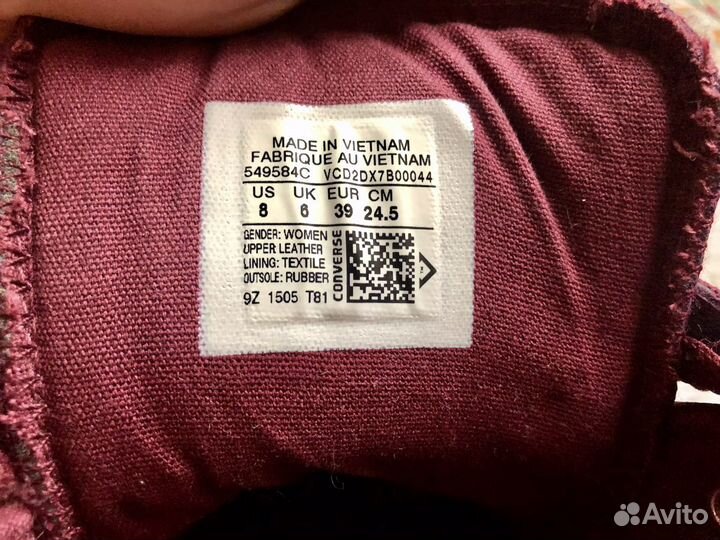 MADE IN VIETNAM
FABRIQUE AU VIETNAM
549584C VCD2DX7B00044
US UK EUR CM
8 6 39 24.5
GENDER: WOMEN
UPPER LEATHER
LINING: TEXTILE
OUTSOLE: RUBBER
9Z 1505 T81
CONVERSE
Avito